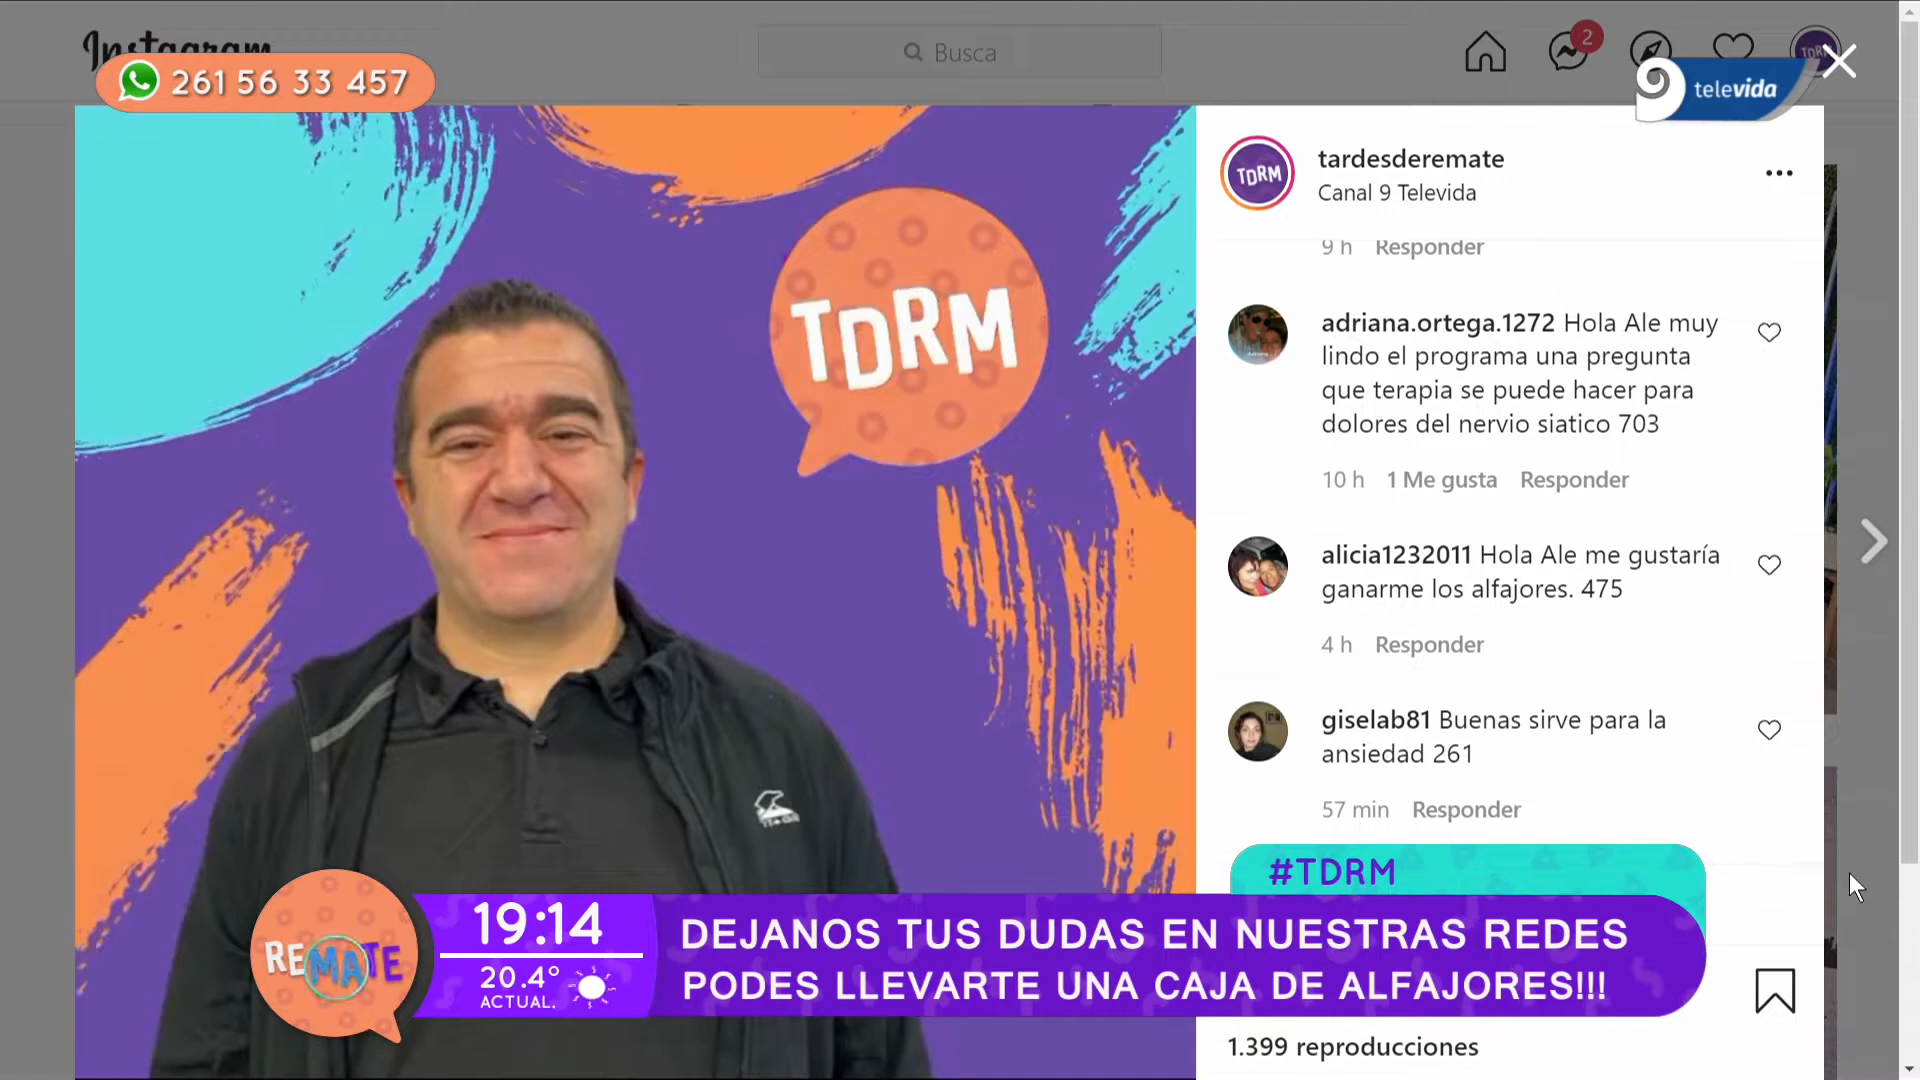 Instagram
Busca
2
261 56 33 457
televida
TDRM
TDRM
tardesderemate
Canal 9 Televida
9 h Responder
adriana.ortega.1272 Hola Ale muy
lindo el programa una pregunta
que terapia se puede hacer para
dolores del nervio siatico 703
10 h 1 Me gusta Responder
alicia1232011 Hola Ale me gustaría
ganarme los alfajores. 475
4 h Responder
giselab81 Buenas sirve para la
ansiedad 261
57 min Responder
#TDRM
REMATE
19:14
20.4°
ACTUAL.
DEJANOS TUS DUDAS EN NUESTRAS REDES
PODES LLEVARTE UNA CAJA DE ALFAJORES!!!
1.399 reproducciones